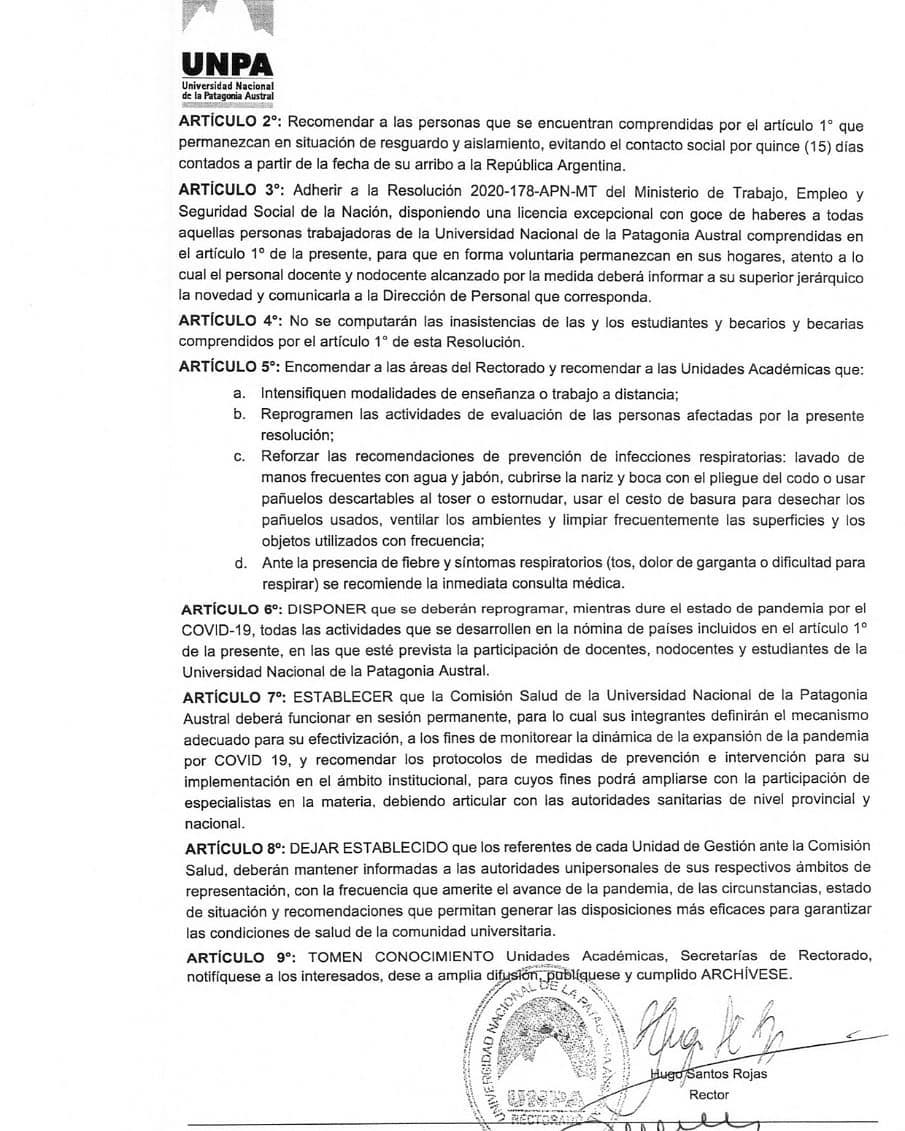 UNPA
Universidad Nacional
de la Patagonia Austral
ARTÍCULO 2°: Recomendar a las personas que se encuentran comprendidas por el artículo 1° que
permanezcan en situación de resguardo y aislamiento, evitando el contacto social por quince (15) días
contados a partir de la fecha de su arribo a la República Argentina.
ARTÍCULO 3°: Adherir a la Resolución 2020-178-APN-MT del Ministerio de Trabajo, Empleo y
Seguridad Social de la Nación, disponiendo una licencia excepcional con goce de haberes a todas
aquellas personas trabajadoras de la Universidad Nacional de la Patagonia Austral comprendidas en
el artículo 1° de la presente, para que en forma voluntaria permanezcan en sus hogares, atento a lo
cual el personal docente y nodocente alcanzado por la medida deberá informar a su superior jerárquico
la novedad y comunicarla a la Dirección de Personal que corresponda.
ARTÍCULO 4°: No se computarán las inasistencias de las y los estudiantes y becarios y becarias
comprendidos por el artículo 1° de esta Resolución.
ARTÍCULO 5°: Encomendar a las áreas del Rectorado y recomendar a las Unidades Académicas que:
a. Intensifiquen modalidades de enseñanza o trabajo a distancia;
b. Reprogramen las actividades de evaluación de las personas afectadas por la presente
resolución;
c. Reforzar las recomendaciones de prevención de infecciones respiratorias: lavado de
manos frecuentes con agua y jabón, cubrirse la nariz y boca con el pliegue del codo o usar
pañuelos descartables al toser o estornudar, usar el cesto de basura para desechar los
pañuelos usados, ventilar los ambientes y limpiar frecuentemente las superficies y los
objetos utilizados con frecuencia;
d. Ante la presencia de fiebre y síntomas respiratorios (tos, dolor de garganta o dificultad para
respirar) se recomiende la inmediata consulta médica.
ARTÍCULO 6°: DISPONER que se deberán reprogramar, mientras dure el estado de pandemia por el
COVID-19, todas las actividades que se desarrollen en la nómina de países incluidos en el artículo 1°
de la presente, en las que esté prevista la participación de docentes, nodocentes y estudiantes de la
Universidad Nacional de la Patagonia Austral.
ARTÍCULO 7°: ESTABLECER que la Comisión Salud de la Universidad Nacional de la Patagonia
Austral deberá funcionar en sesión permanente, para lo cual sus integrantes definirán el mecanismo
adecuado para su efectivización, a los fines de monitorear la dinámica de la expansión de la pandemia
por COVID 19, y recomendar los protocolos de medidas de prevención e intervención para su
implementación en el ámbito institucional, para cuyos fines podrá ampliarse con la participación de
especialistas en la materia, debiendo articular con las autoridades sanitarias de nivel provincial y
nacional.
ARTÍCULO 8°: DEJAR ESTABLECIDO que los referentes de cada Unidad de Gestión ante la Comisión
Salud, deberán mantener informadas a las autoridades unipersonales de sus respectivos ámbitos de
representación, con la frecuencia que amerite el avance de la pandemia, de las circunstancias, estado
de situación y recomendaciones que permitan generar las disposiciones más eficaces para garantizar
las condiciones de salud de la comunidad universitaria.
ARTÍCULO 9°: TOMEN CONOCIMIENTO Unidades Académicas, Secretarías de Rectorado,
notifíquese a los interesados, dese a amplia difusión, publíquese y cumplido ARCHÍVESE.
UNIVERSIDAD NACIONAL DE LA PATAGONIA
UNPA
RECTORADO
Hugo Santos Rojas
Rector